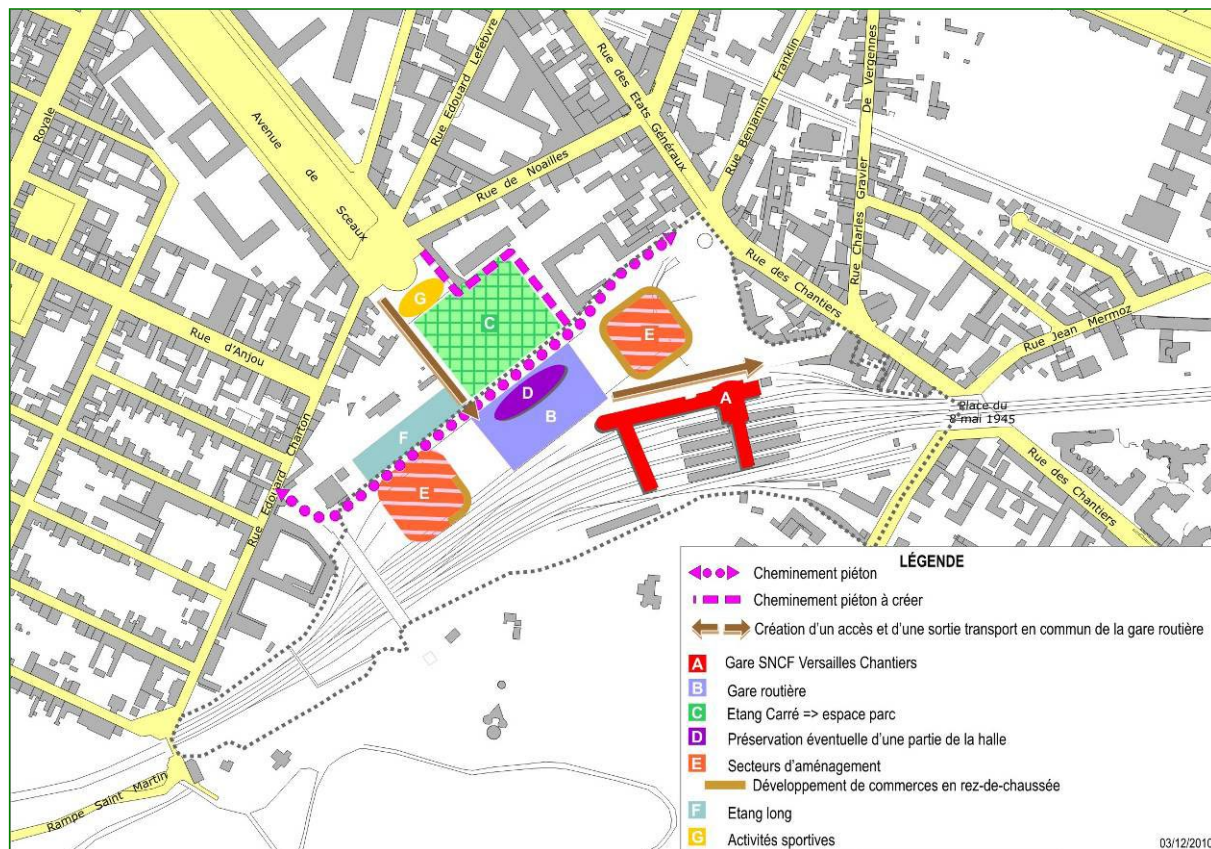 Royale
Avenue
de
Sceaux
Rue Edouard Lefebvre
Rue de Noailles
Rue des Etats Généraux
Rue Benjamin Franklin
Rue Charles Gravier De Vergennes
Rue des Chantiers
Rue Jean Mermoz
Place du
8 mai 1945
Rue des Chantiers
Rue d'Anjou
Rue Edouard Charton
Rampe Saint Martin
G
C
E
D
B
A
F
E
LÉGENDE
Cheminement piéton
Cheminement piéton à créer
Création d'un accès et d'une sortie transport en commun de la gare routière
A Gare SNCF Versailles Chantiers
B Gare routière
C Etang Carré => espace parc
D Préservation éventuelle d'une partie de la halle
E Secteurs d'aménagement
Développement de commerces en rez-de-chaussée
F Etang long
G Activités sportives
03/12/2010